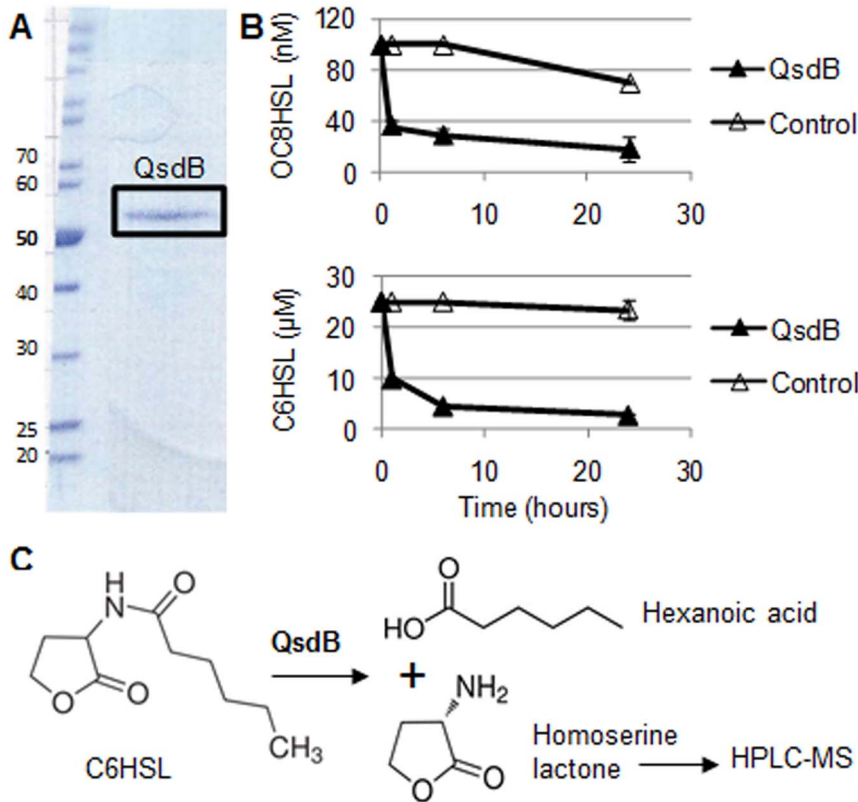 A
70
60
50
40
30
25
20
QsdB
B
OC8HSL (nM)
120
80
40
0
0 10 20 30
QsdB
Control
C6HSL (µM)
30
20
10
0
0 10 20 30
Time (hours)
QsdB
Control
C
H
N
O
O
O
CH3
C6HSL
QsdB
O
HO
Hexanoic acid
+
NH2
O
O
Homoserine
lactone
HPLC-MS